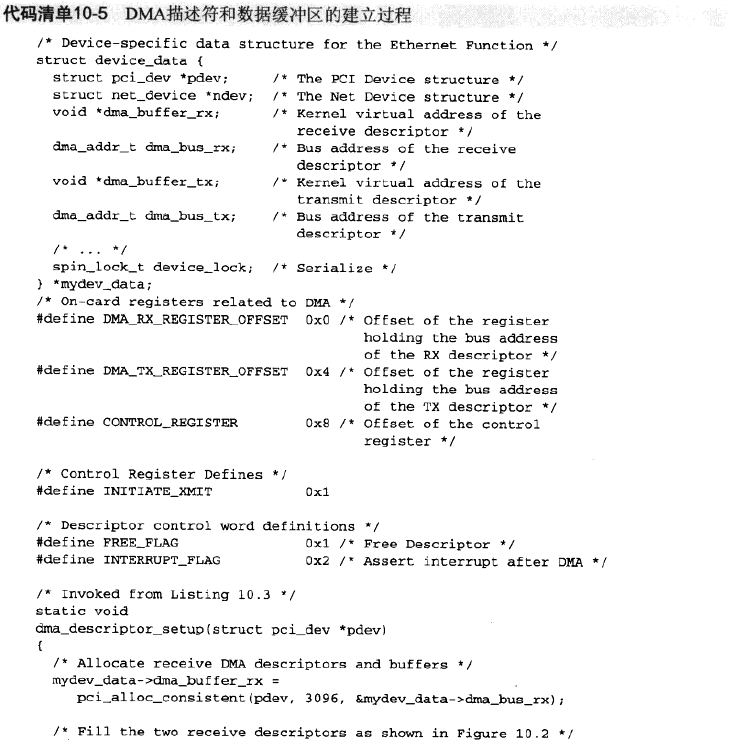 代码清单10-5 DMA描述符和数据缓冲区的建立过程
/* Device-specific data structure for the Ethernet Function */
struct device_data {
struct pci_dev *pdev; /* The PCI Device structure */
struct net_device *ndev; /* The Net Device structure */
void *dma_buffer_rx; /* Kernel virtual address of the
receive descriptor */
dma_addr_t dma_bus_rx; /* Bus address of the receive
descriptor */
void *dma_buffer_tx; /* Kernel virtual address of the
transmit descriptor */
dma_addr_t dma_bus_tx; /* Bus address of the transmit
descriptor */
/* ... */
spin_lock_t device_lock; /* Serialize */
} *mydev_data;
/* On-card registers related to DMA */
#define DMA_RX_REGISTER_OFFSET 0x0 /* Offset of the register
holding the bus address
of the RX descriptor */
#define DMA_TX_REGISTER_OFFSET 0x4 /* Offset of the register
holding the bus address
of the TX descriptor */
#define CONTROL_REGISTER 0x8 /* Offset of the control
register */
/* Control Register Defines */
#define INITIATE_XMIT 0x1
/* Descriptor control word definitions */
#define FREE_FLAG 0x1 /* Free Descriptor */
#define INTERRUPT_FLAG 0x2 /* Assert interrupt after DMA */
/* Invoked from Listing 10.3 */
static void
dma_descriptor_setup(struct pci_dev *pdev)
{
/* Allocate receive DMA descriptors and buffers */
mydev_data->dma_buffer_rx =
pci_alloc_consistent(pdev, 3096, &mydev_data->dma_bus_rx);
/* Fill the two receive descriptors as shown in Figure 10.2 */